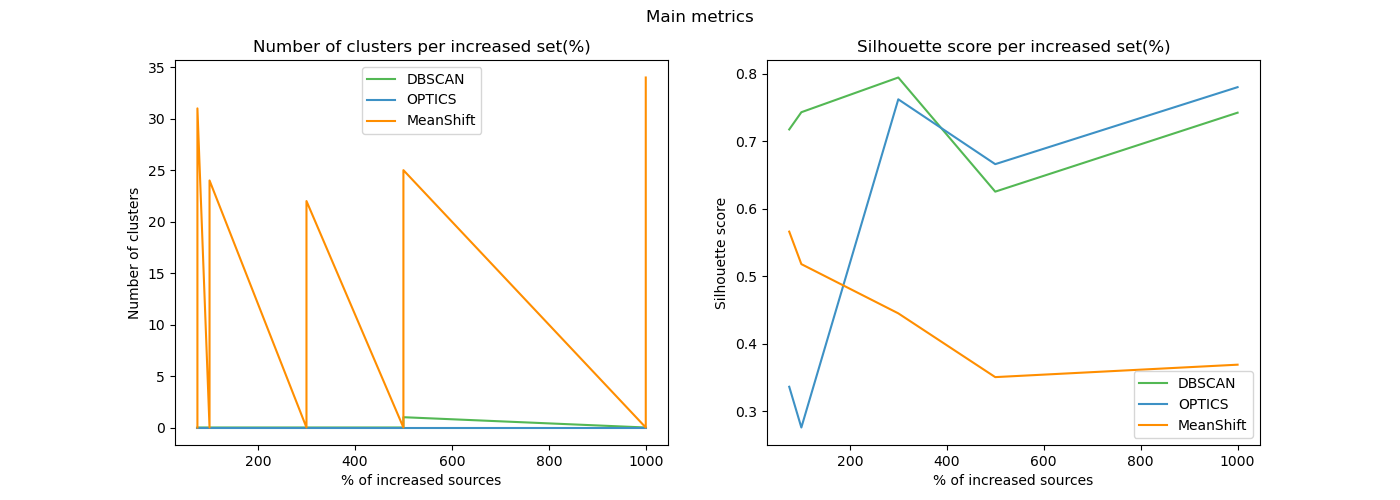 Main metrics
Number of clusters per increased set(%)
35
30
25
20
15
10
5
0
Number of clusters
DBSCAN
OPTICS
MeanShift
200
400
600
800
1000
% of increased sources
Silhouette score per increased set(%)
0.8
0.7
0.6
0.5
0.4
0.3
Silhouette score
DBSCAN
OPTICS
MeanShift
200
400
600
800
1000
% of increased sources